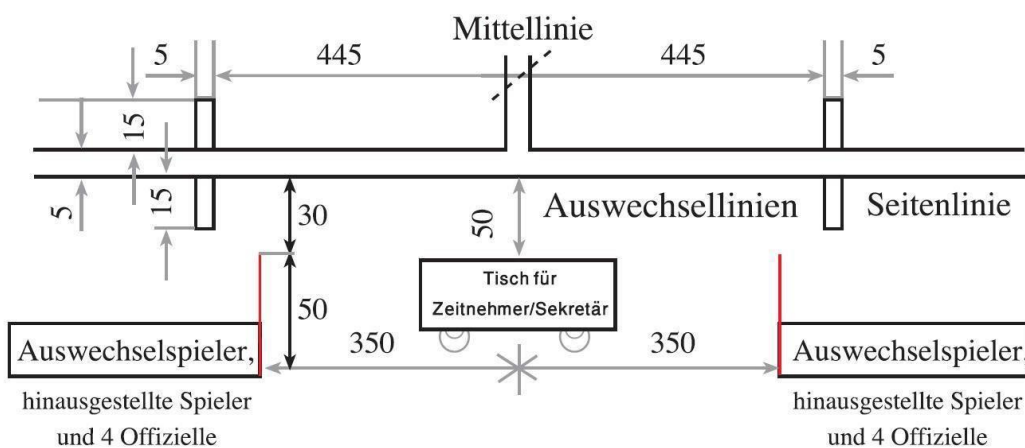 Mittellinie
5 445 445 5
15
5 15 30 50 Auswechsellinien Seitenlinie
Tisch für
Zeitnehmer/Sekretär
50
350 350
Auswechselspieler, Auswechselspieler,
hinausgestellte Spieler hinausgestellte Spieler
und 4 Offizielle und 4 Offizielle